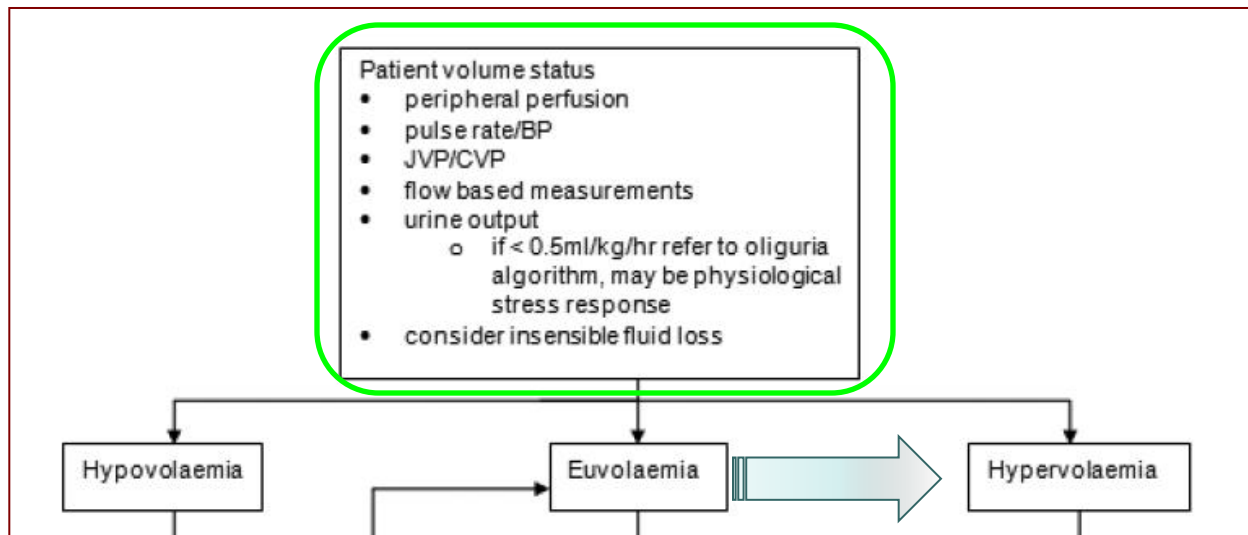 Patient volume status
• peripheral perfusion
• pulse rate/BP
• JVP/CVP
• flow based measurements
• urine output
o if < 0.5ml/kg/hr refer to oliguria
algorithm, may be physiological
stress response
• consider insensible fluid loss
Hypovolaemia
Euvolaemia
Hypervolaemia